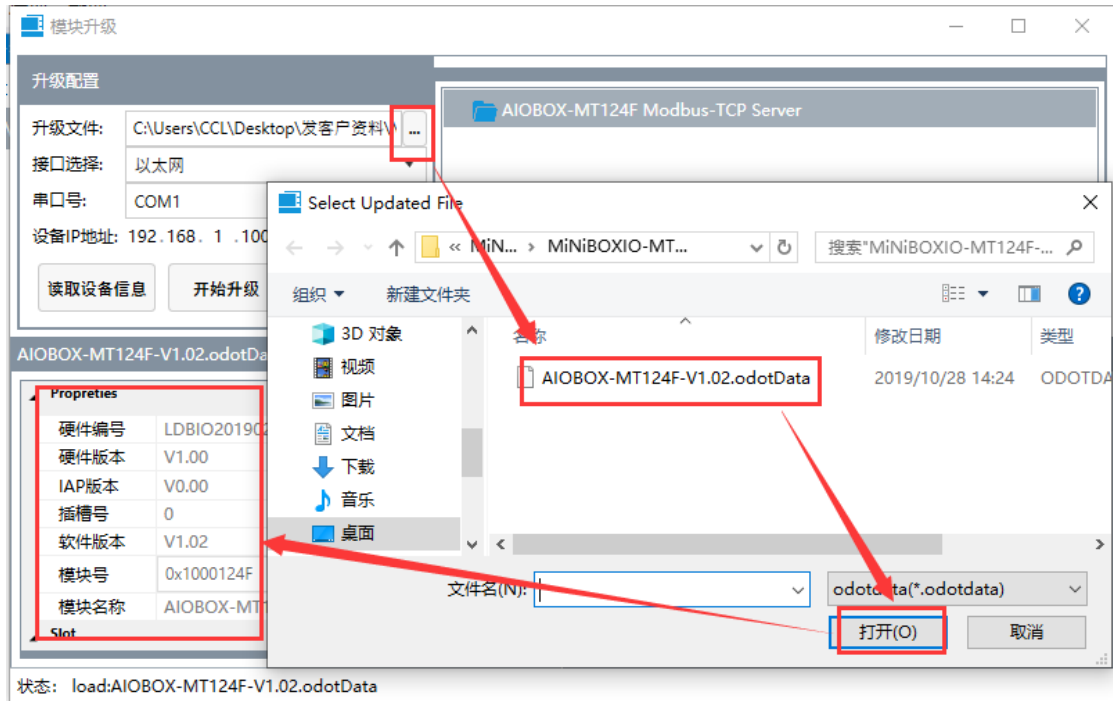 模块升级
升级配置
升级文件: C:\Users\CCL\Desktop\发客户资料\ ...
接口选择: 以太网
串口号: COM1
设备IP地址: 192.168. 1 .100
读取设备信息 开始升级
AIOBOX-MT124F Modbus-TCP Server
Select Updated File
« MiN... › MiNiBOXIO-MT...
搜索"MiNiBOXIO-MT124F-...
组织 新建文件夹
3D 对象
视频
图片
文档
下载
音乐
桌面
名称 修改日期 类型
AIOBOX-MT124F-V1.02.odotData 2019/10/28 14:24 ODOTDA
文件名(N): odotdata(*.odotdata)
打开(O) 取消
AIOBOX-MT124F-V1.02.odotDa
Propreties
硬件编号 LDBIO201902
硬件版本 V1.00
IAP版本 V0.00
插槽号 0
软件版本 V1.02
模块号 0x1000124F
模块名称 AIOBOX-MT1
Slot
状态: load:AIOBOX-MT124F-V1.02.odotData